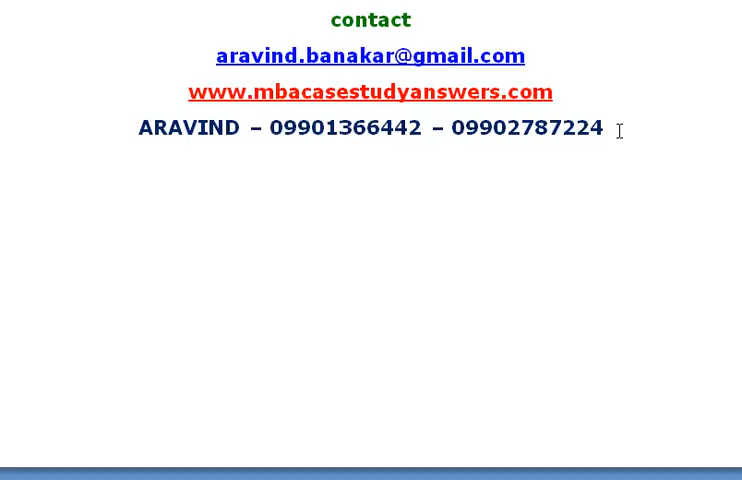 contact
aravind.banakar@gmail.com
www.mbacasestudyanswers.com
ARAVIND – 09901366442 – 09902787224